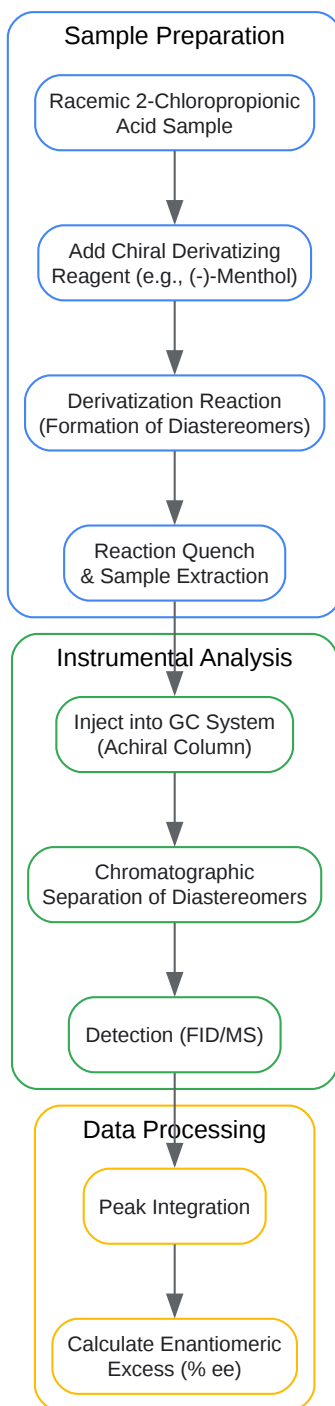 Sample Preparation
Racemic 2-Chloropropionic
Acid Sample
Add Chiral Derivatizing
Reagent (e.g., (-)-Menthol)
Derivatization Reaction
(Formation of Diastereomers)
Reaction Quench
& Sample Extraction
Instrumental Analysis
Inject into GC System
(Achiral Column)
Chromatographic
Separation of Diastereomers
Detection (FID/MS)
Data Processing
Peak Integration
Calculate Enantiomeric
Excess (% ee)